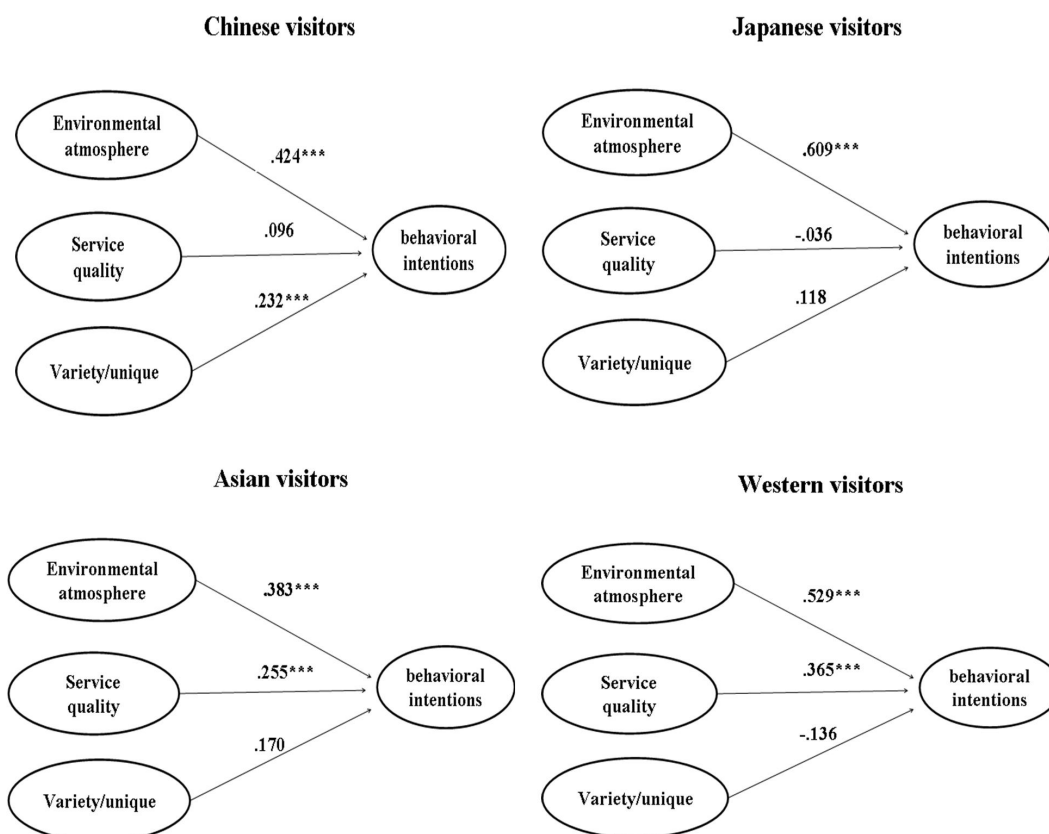 Chinese visitors
Environmental
atmosphere
.424***
Service
quality
.096
Variety/unique
.232***
behavioral
intentions
Japanese visitors
Environmental
atmosphere
.609***
Service
quality
-.036
Variety/unique
.118
behavioral
intentions
Asian visitors
Environmental
atmosphere
.383***
Service
quality
.255***
Variety/unique
.170
behavioral
intentions
Western visitors
Environmental
atmosphere
.529***
Service
quality
.365***
Variety/unique
-.136
behavioral
intentions